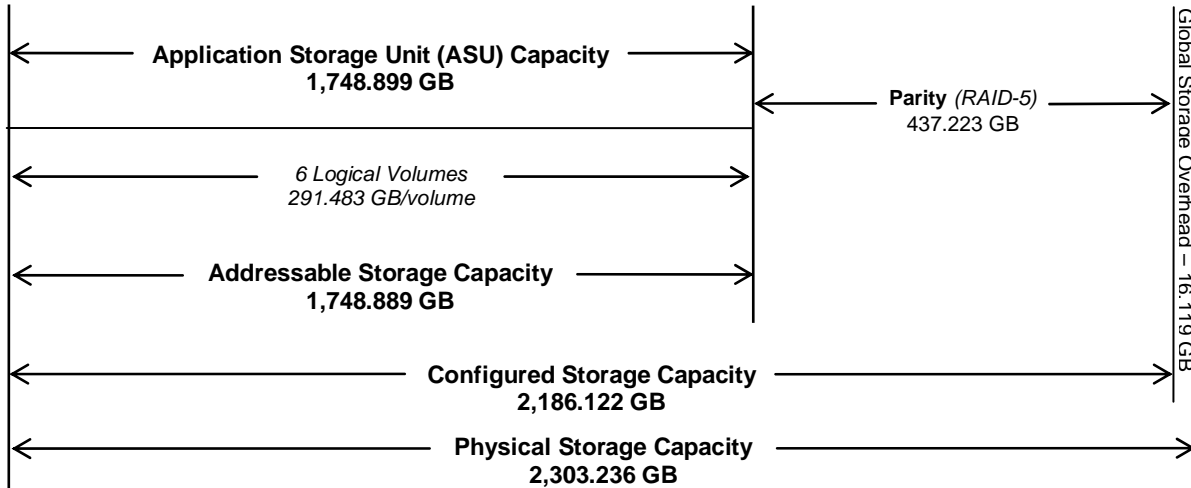 Application Storage Unit (ASU) Capacity
1,748.899 GB
Parity (RAID-5)
437.223 GB
6 Logical Volumes
291.483 GB/volume
Addressable Storage Capacity
1,748.889 GB
Configured Storage Capacity
2,186.122 GB
Physical Storage Capacity
2,303.236 GB
Global Storage Overhead – 16.119 GB